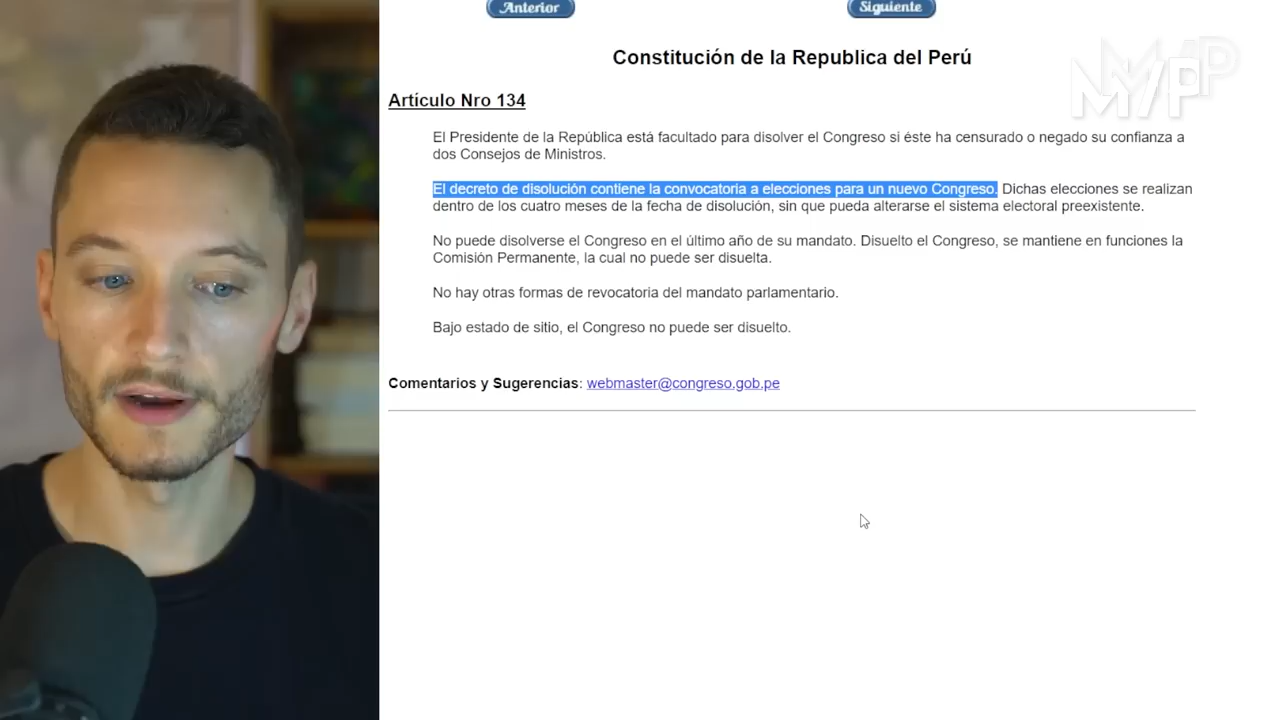 Anterior
Siguiente
Constitución de la Republica del Perú
Artículo Nro 134
El Presidente de la República está facultado para disolver el Congreso si éste ha censurado o negado su confianza a
dos Consejos de Ministros.
El decreto de disolución contiene la convocatoria a elecciones para un nuevo Congreso. Dichas elecciones se realizan
dentro de los cuatro meses de la fecha de disolución, sin que pueda alterarse el sistema electoral preexistente.
No puede disolverse el Congreso en el último año de su mandato. Disuelto el Congreso, se mantiene en funciones la
Comisión Permanente, la cual no puede ser disuelta.
No hay otras formas de revocatoria del mandato parlamentario.
Bajo estado de sitio, el Congreso no puede ser disuelto.
Comentarios y Sugerencias: webmaster@congreso.gob.pe